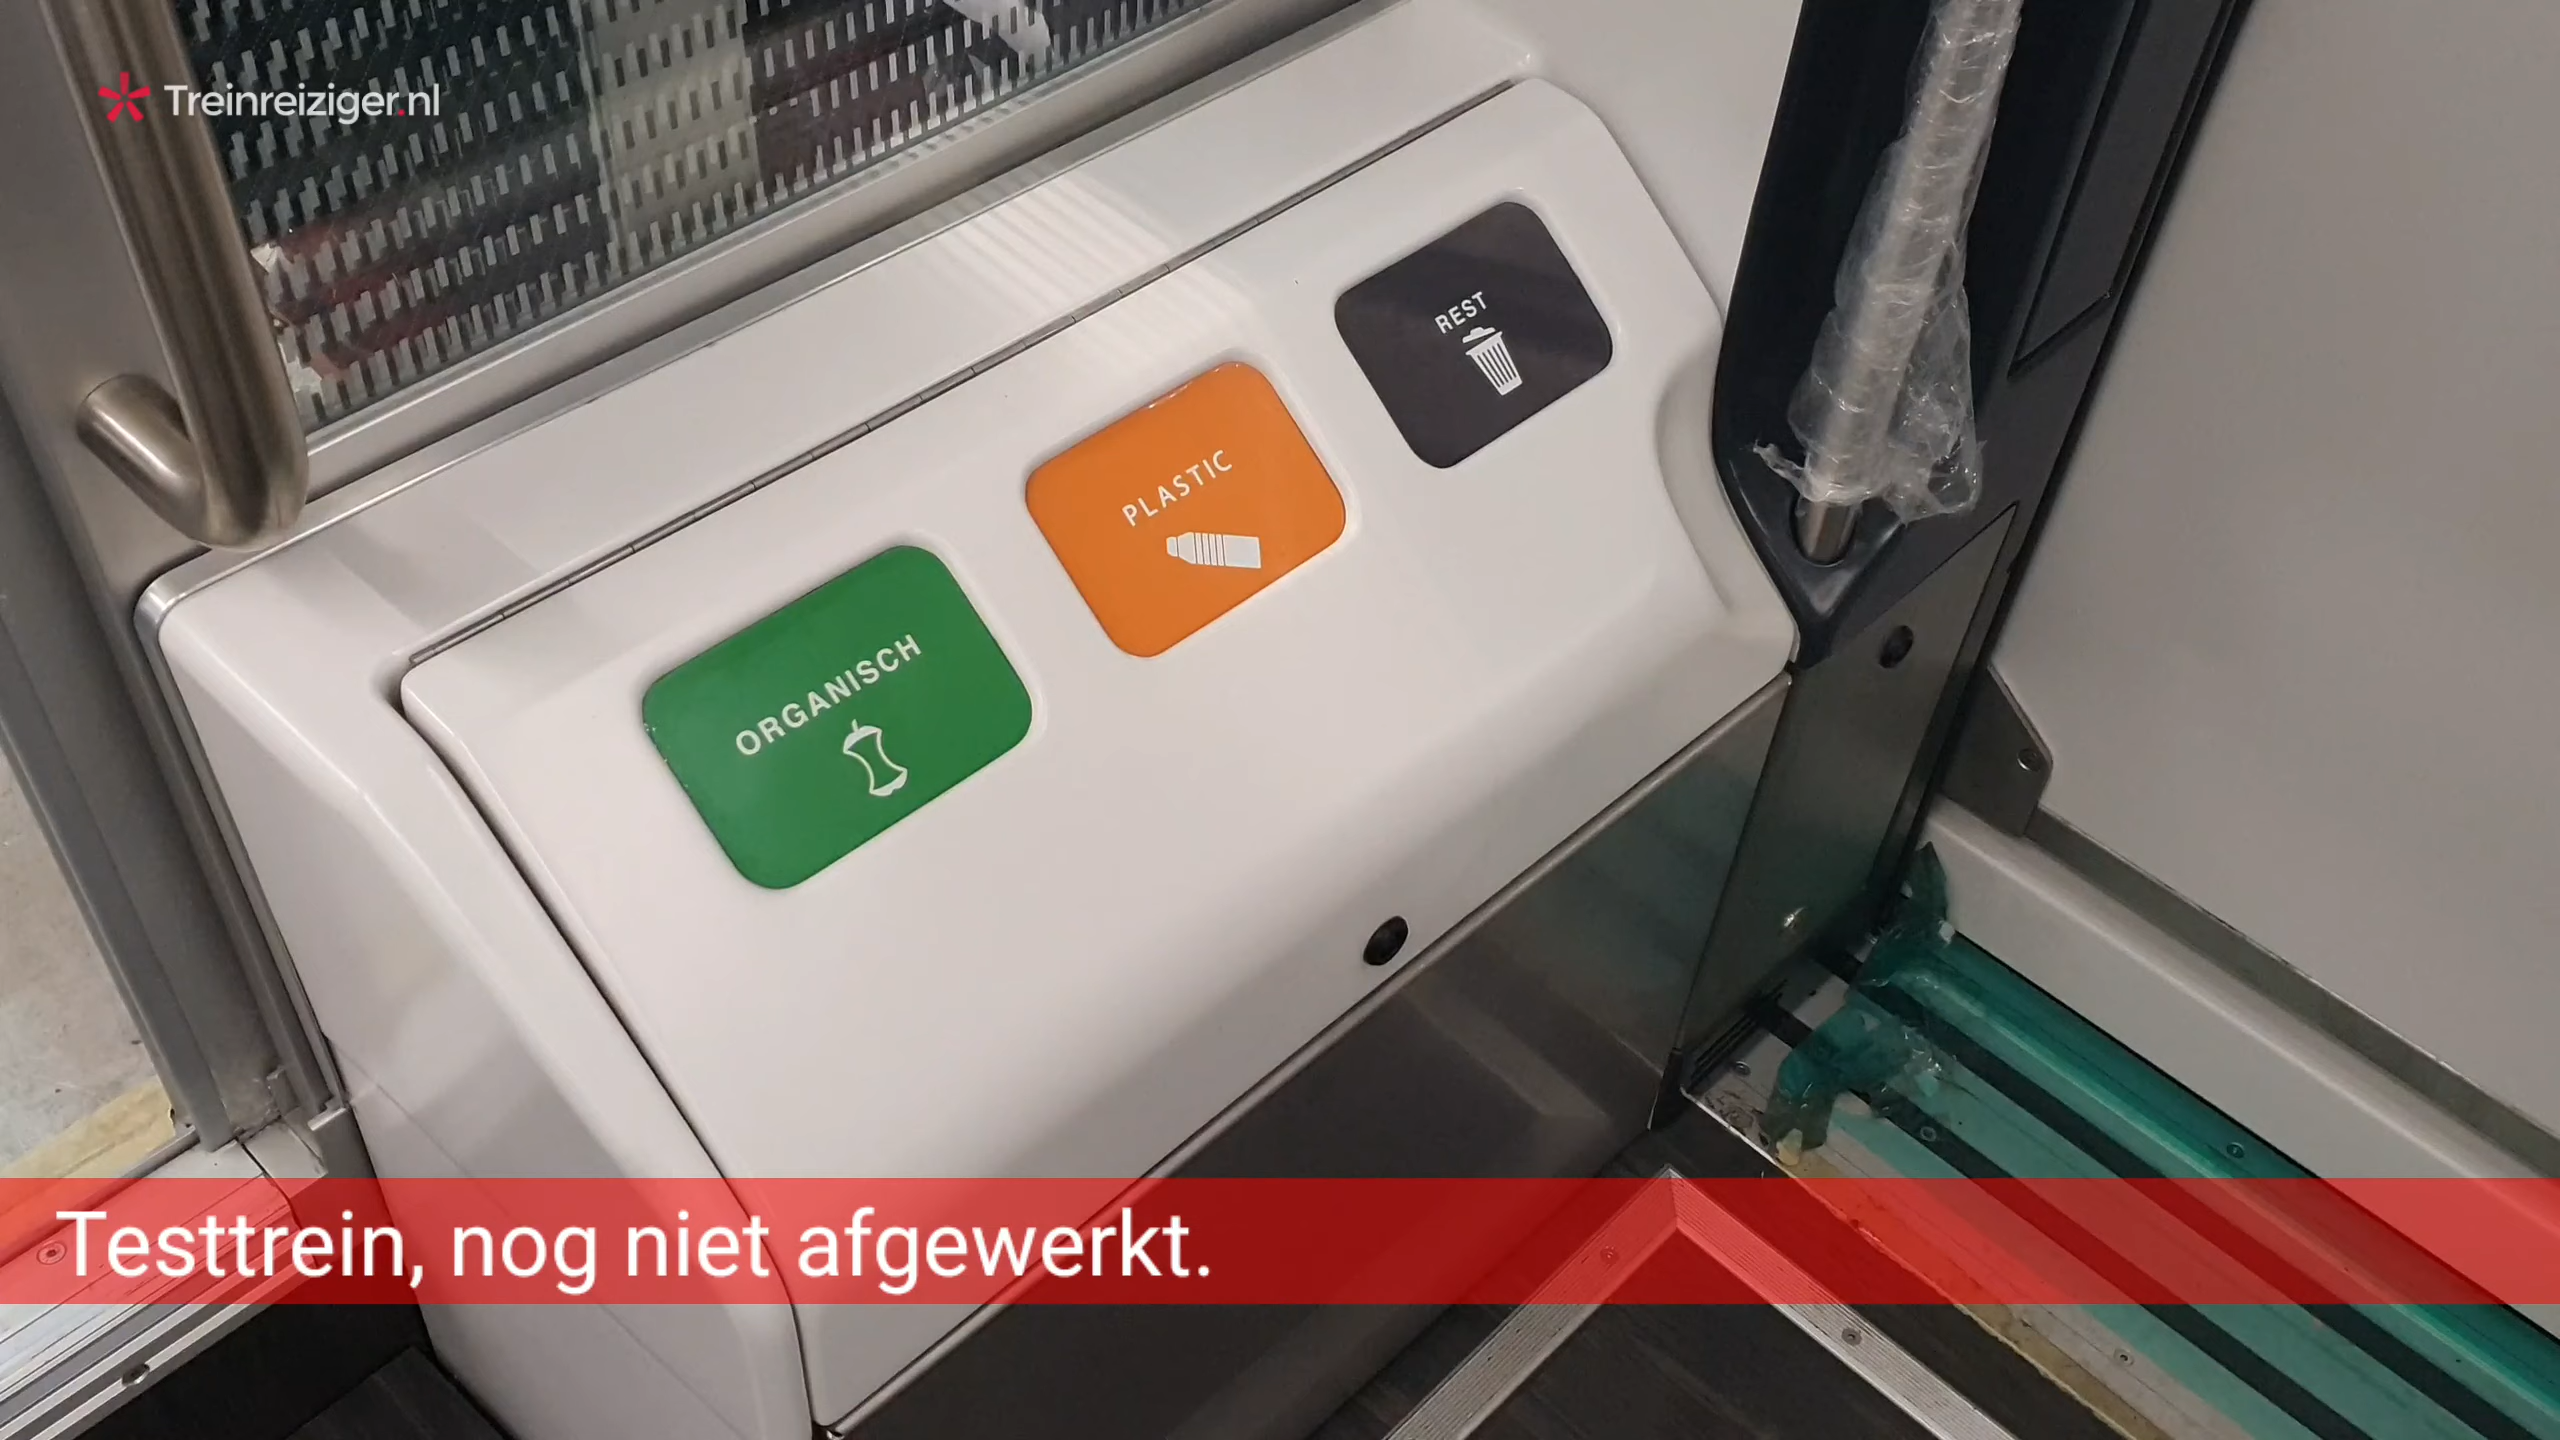 Treinreiziger.nl
REST
PLASTIC
ORGANISCH
Testtrein, nog niet afgewerkt.